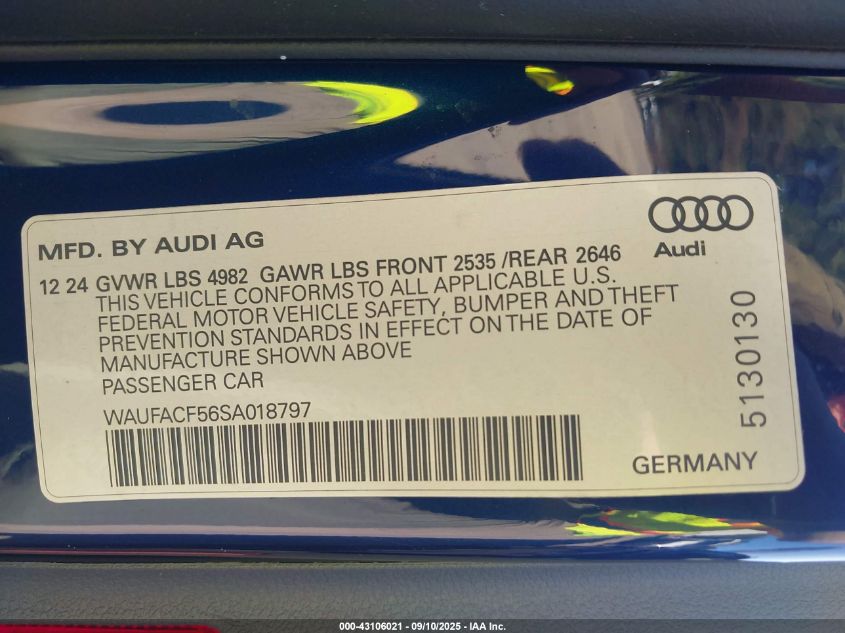 MFD. BY AUDI AG
Audi
12 24 GVWR LBS 4982 GAWR LBS FRONT 2535 /REAR 2646
THIS VEHICLE CONFORMS TO ALL APPLICABLE U.S.
FEDERAL MOTOR VEHICLE SAFETY, BUMPER AND THEFT
PREVENTION STANDARDS IN EFFECT ON THE DATE OF
MANUFACTURE SHOWN ABOVE
PASSENGER CAR
WAUFACF56SA018797
5130130
GERMANY
000-43106021 - 09/10/2025 - IAA Inc.